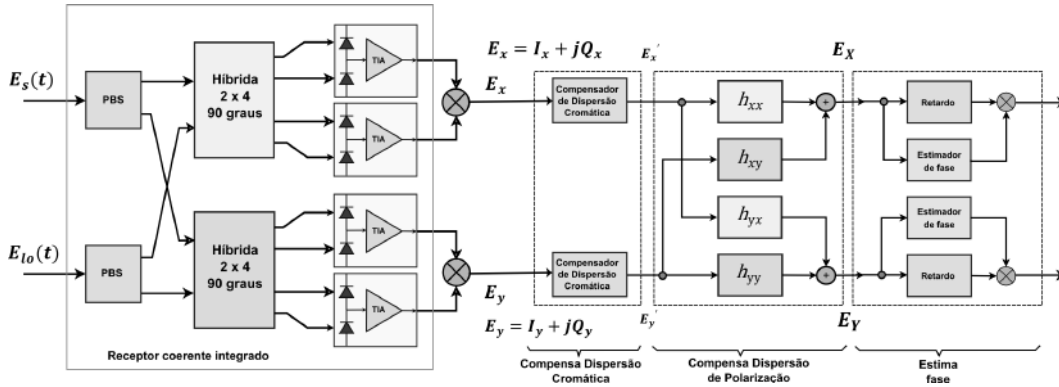 E_s(t)
PBS
Híbrida
2 x 4
90 graus
TIA
TIA
E_x = I_x + jQ_x
E_x
Compensador
de Dispersão
Cromática
E_x'
h_xx
h_xy
E_X
Retardo
Estimador
de fase
E_lo(t)
PBS
Híbrida
2 x 4
90 graus
TIA
TIA
E_y
E_y = I_y + jQ_y
Compensador
de Dispersão
Cromática
E_y'
h_yx
h_yy
E_Y
Estimador
de fase
Retardo
Receptor coerente integrado
Compensa Dispersão
Cromática
Compensa Dispersão
de Polarização
Estima
fase